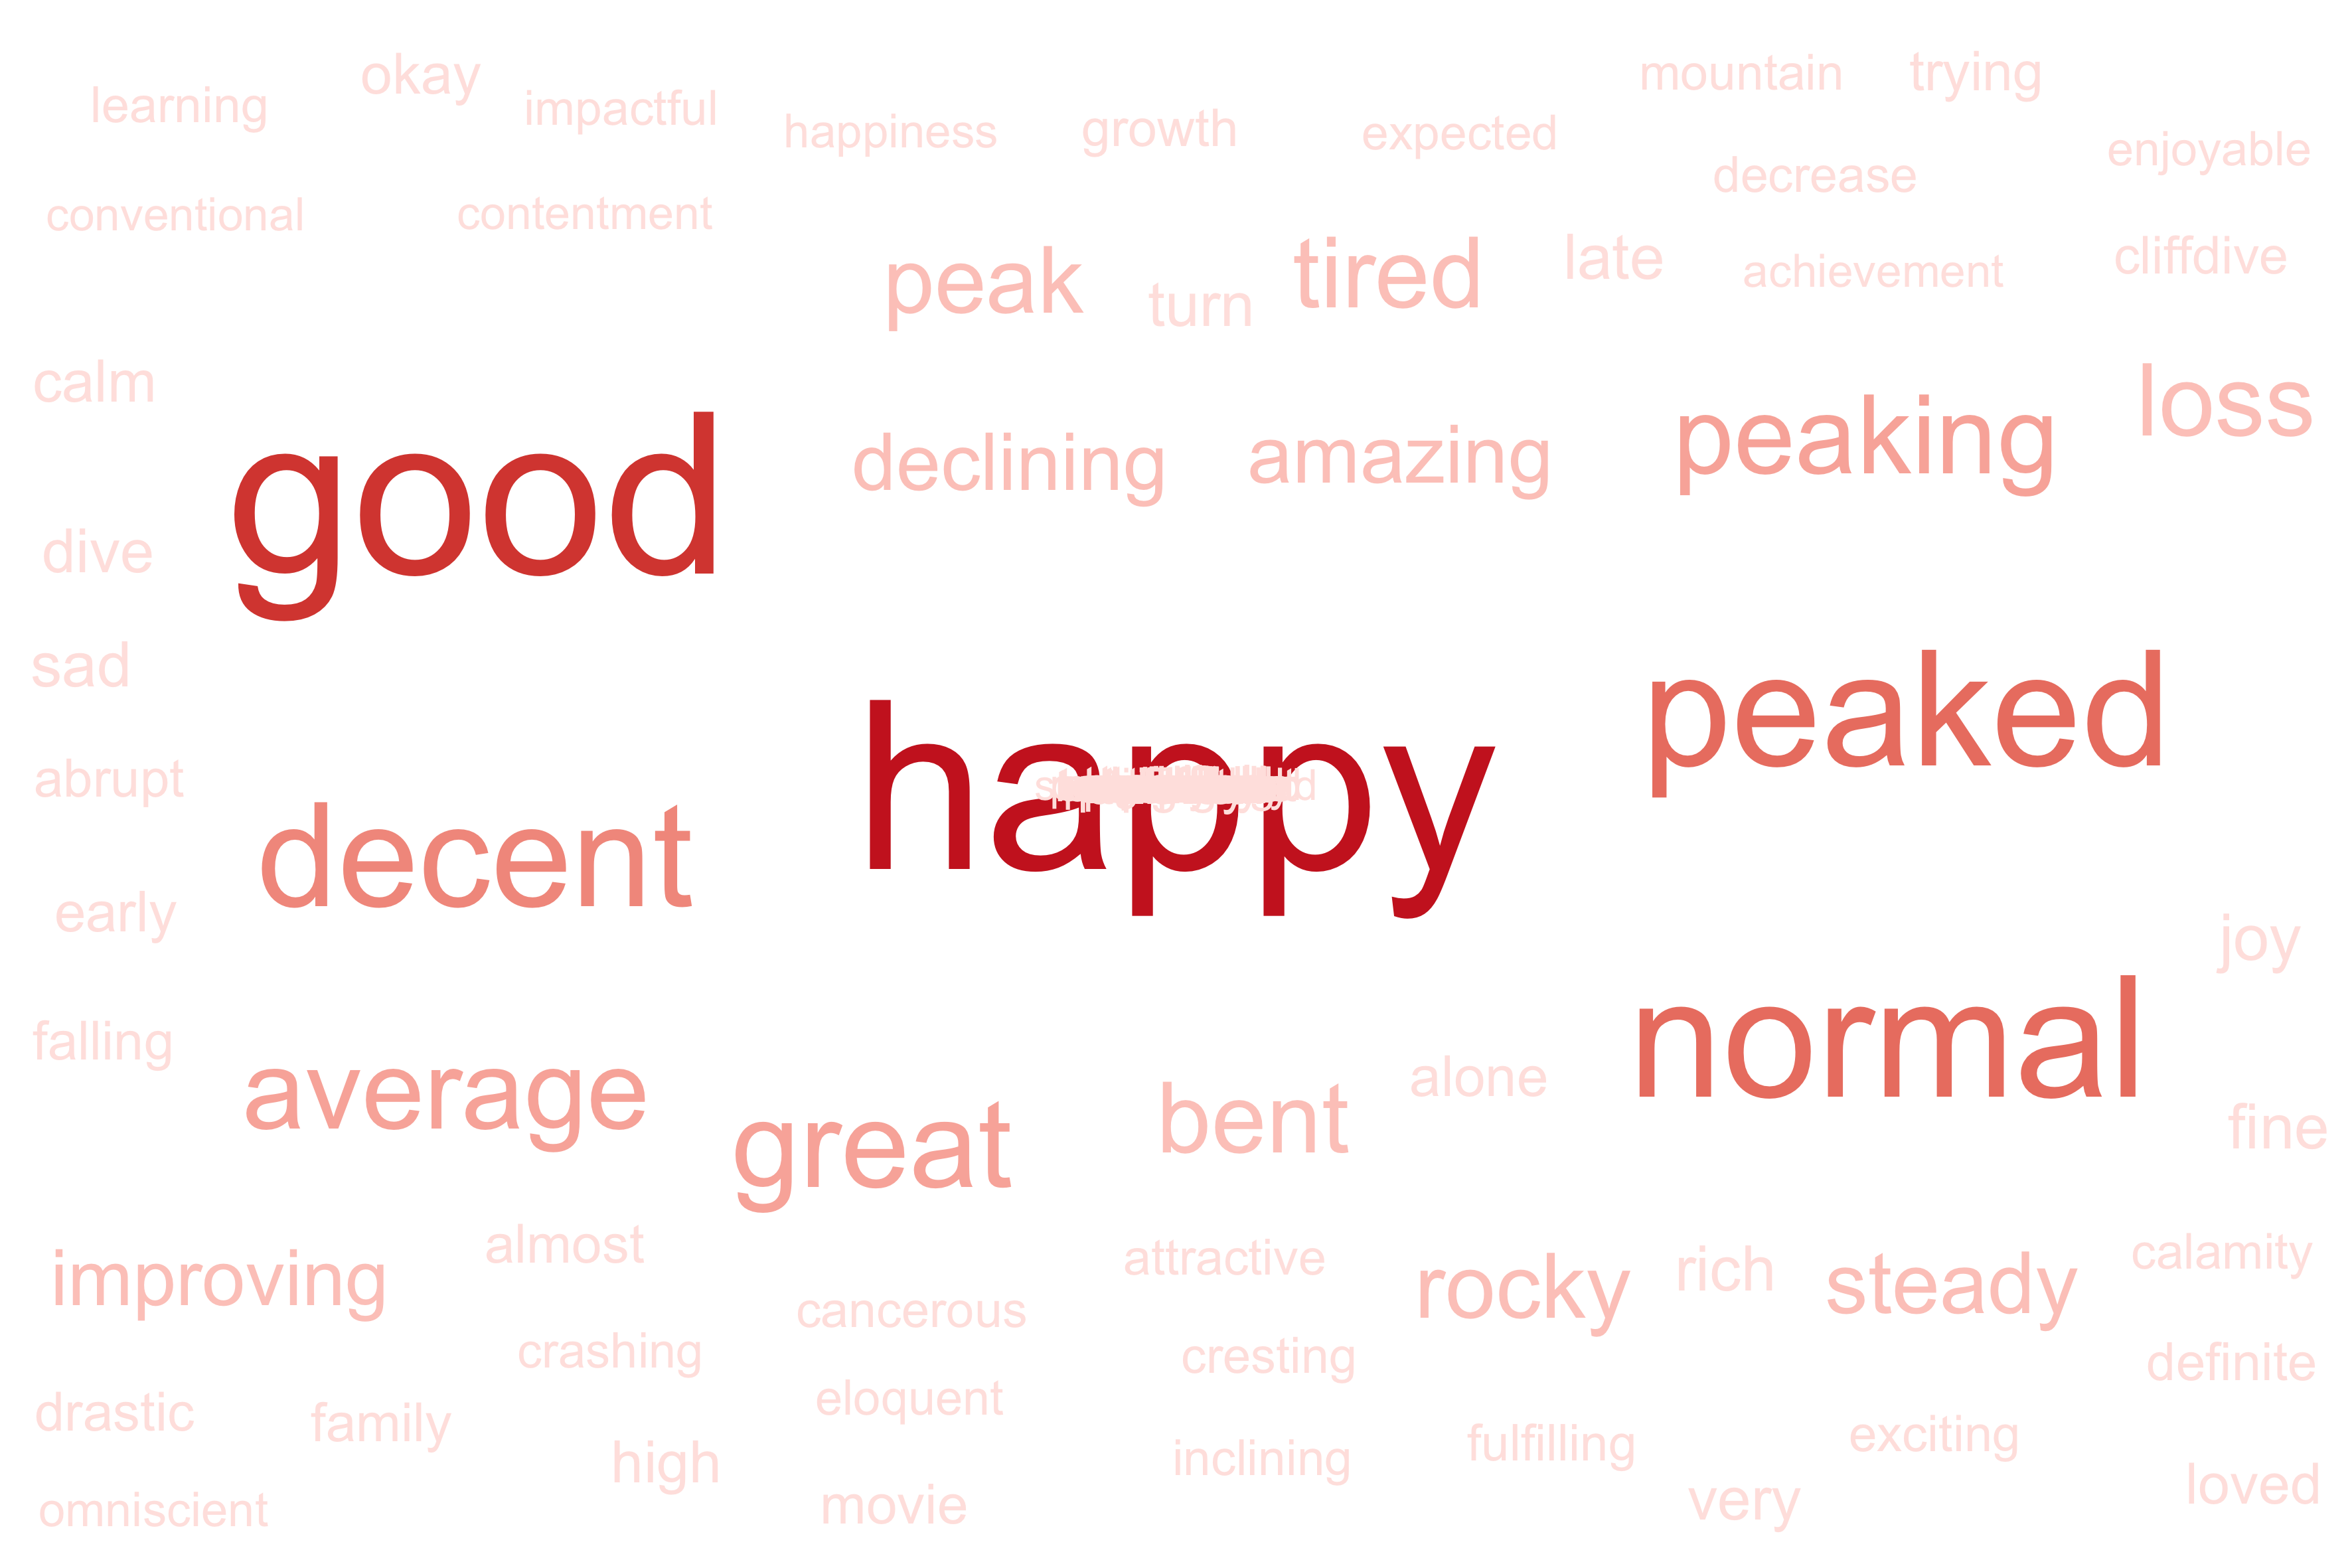 okay
mountain
trying
learning
impactful
happiness
growth
expected
enjoyable
decrease
conventional
contentment
tired
late
cliffdive
peak
turn
achievement
calm
loss
good
declining
amazing
peaking
dive
sad
peaked
abrupt
happy
decent
early
joy
falling
normal
average
alone
bent
fine
great
almost
attractive
calamity
improving
rocky
rich
steady
cancerous
crashing
cresting
definite
drastic
family
eloquent
exciting
high
inclining
fulfilling
loved
omniscient
movie
very